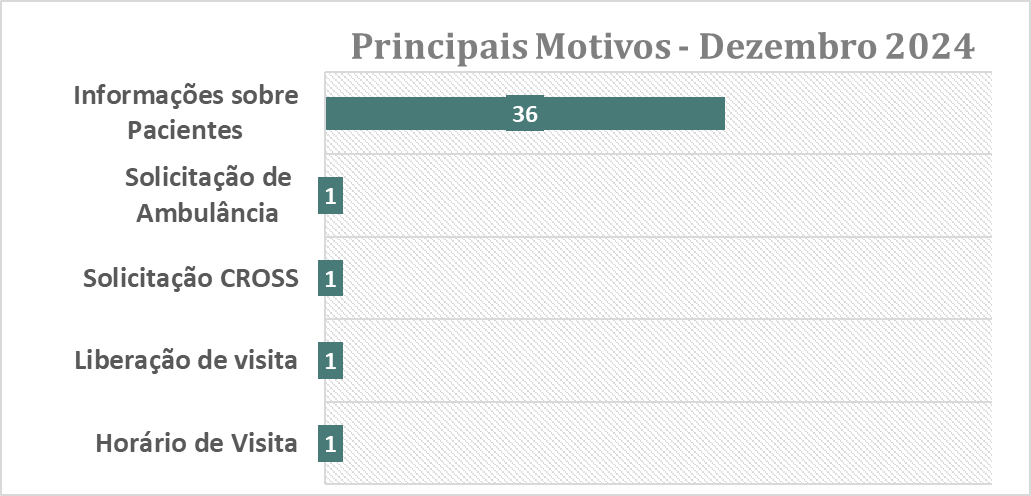 Principais Motivos - Dezembro 2024
Informações sobre
Pacientes
36
Solicitação de
Ambulância
1
Solicitação CROSS
1
Liberação de visita
1
Horário de Visita
1